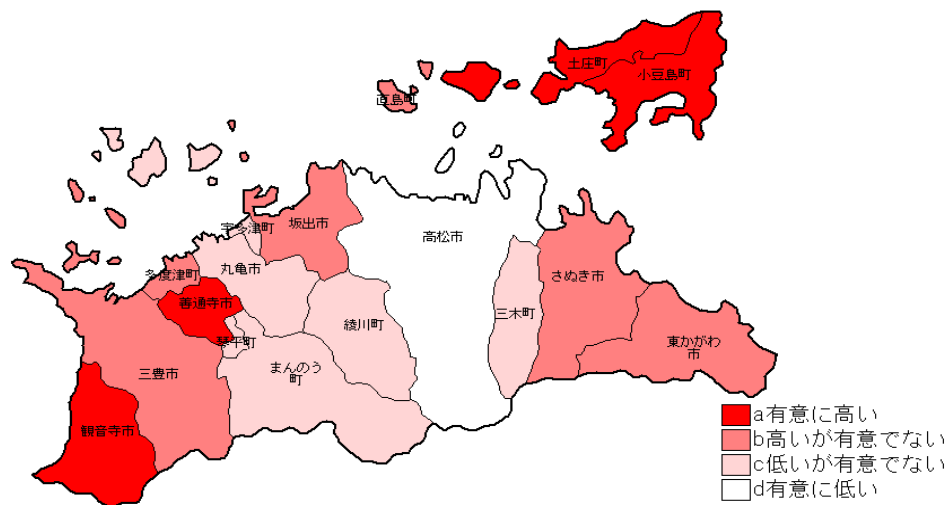 土庄町
小豆島町
直島町
宇多津町
坂出市
高松市
丸亀市
多度津町
さぬき市
善通寺市
三木町
綾川町
琴平町
東かがわ
市
まんのう
町
三豊市
観音寺市
a有意に高い
b高いが有意でない
c低いが有意でない
d有意に低い